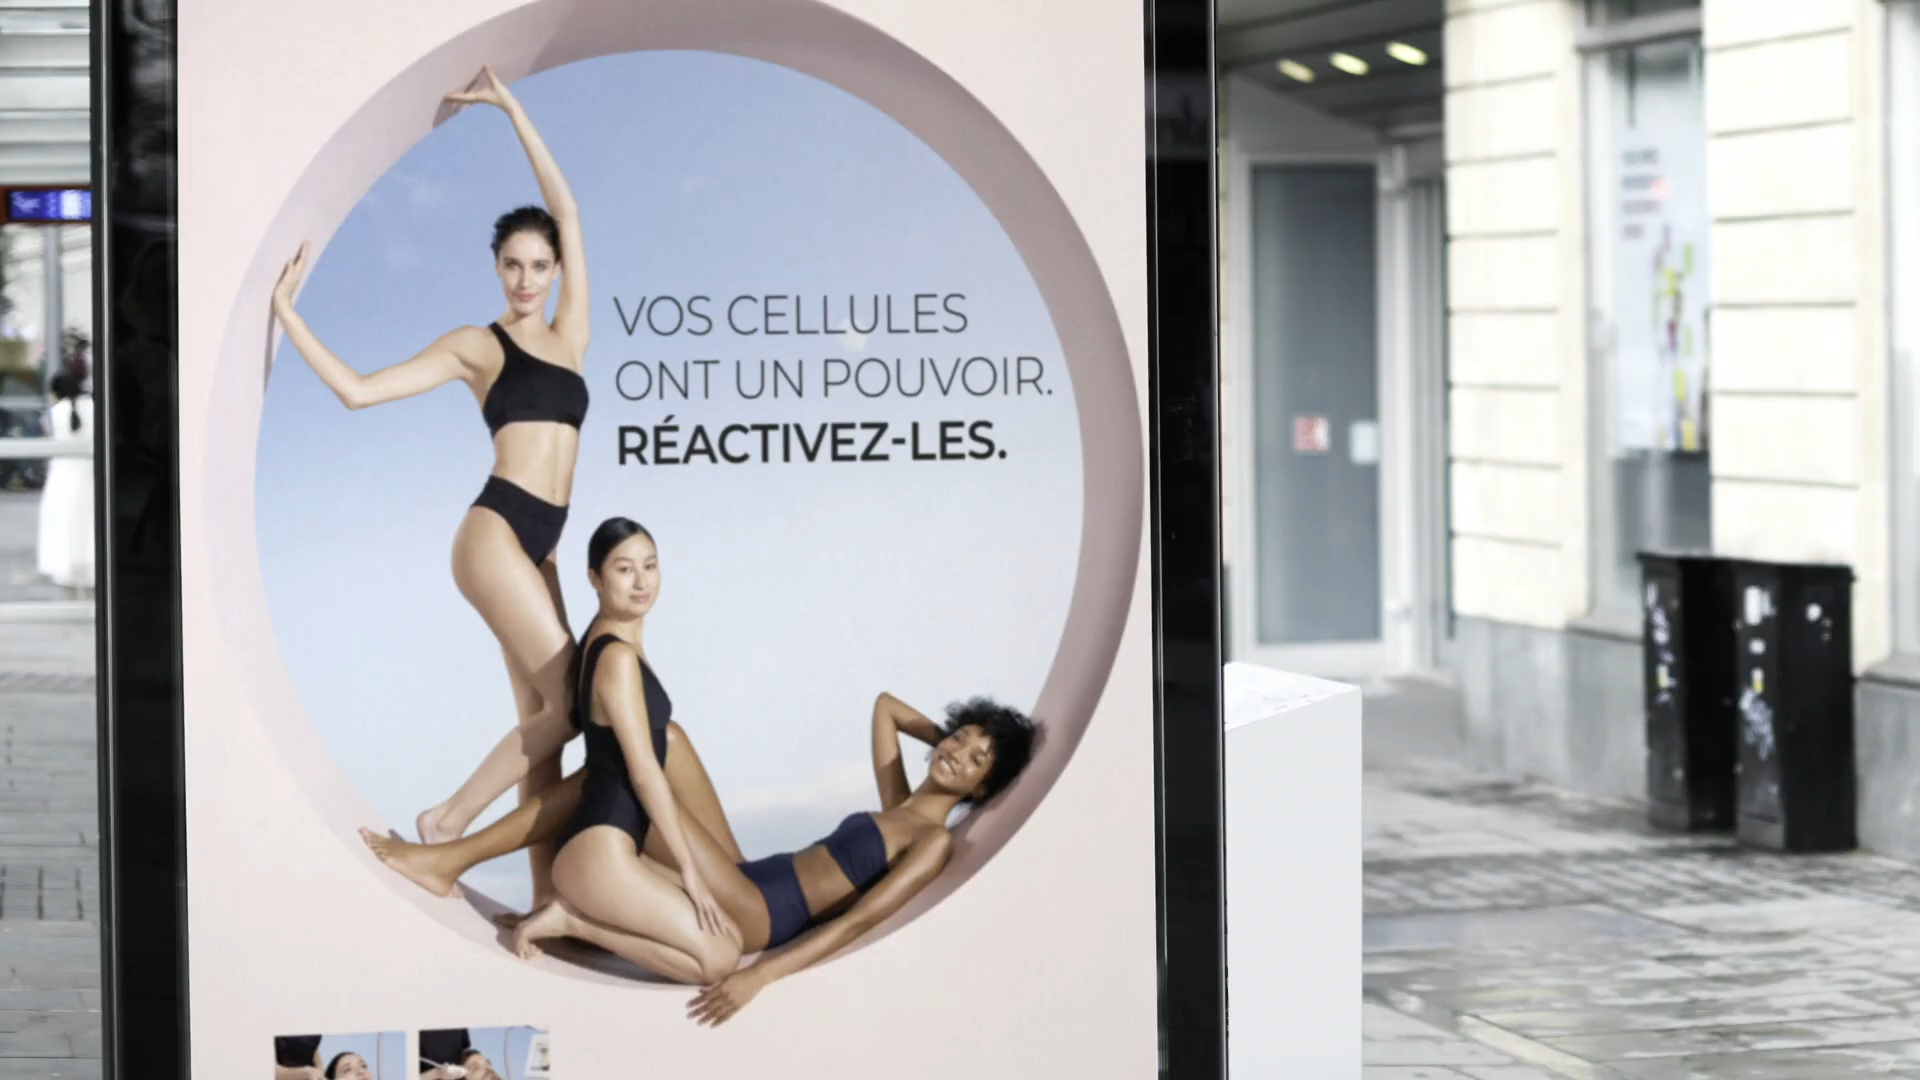 VOS CELLULES
ONT UN POUVOIR.
RÉACTIVEZ-LES.